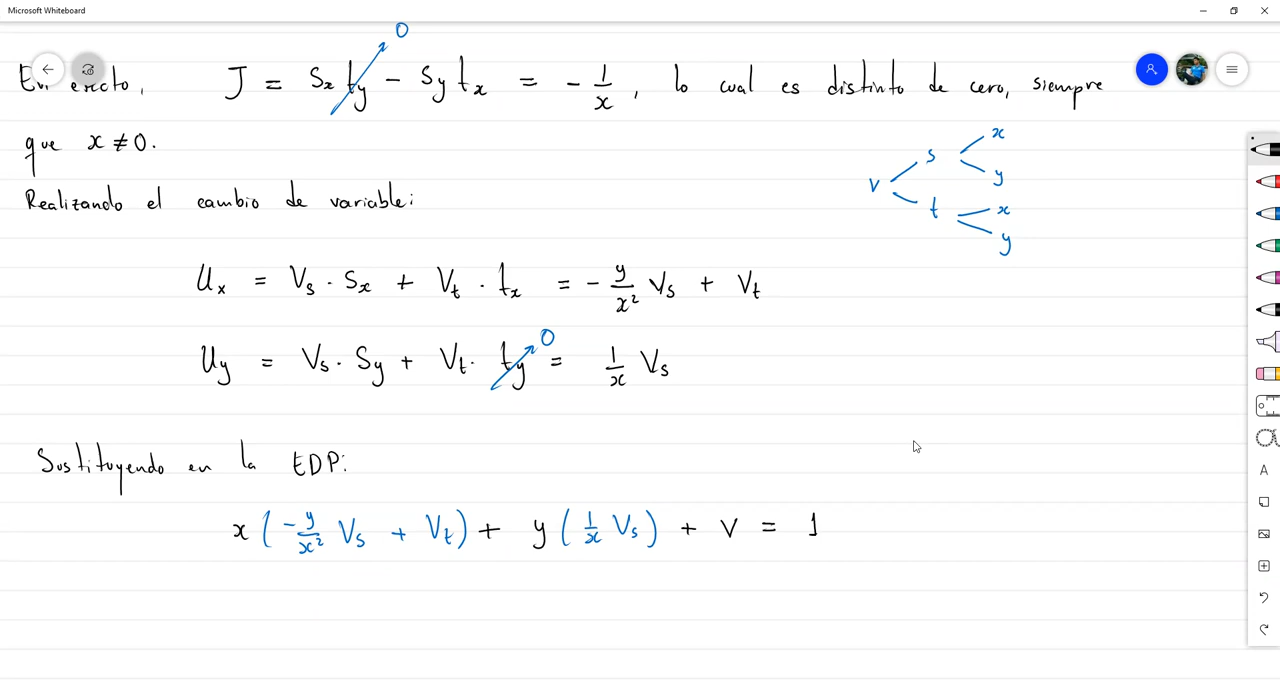 Microsoft Whiteboard
En efecto, J = Sx ty - Sy tx = - 1/x, lo cual es distinto de cero, siempre
0
que x ≠ 0.
Realizando el cambio de variable:
v s t x y x y
Ux = Vs · Sx + Vt · tx = - y/x² Vs + Vt
Uy = Vs · Sy + Vt · ty = 1/x Vs
0
Sustituyendo en la EDP:
x ( - y/x² Vs + Vt ) + y ( 1/x Vs ) + v = 1
A